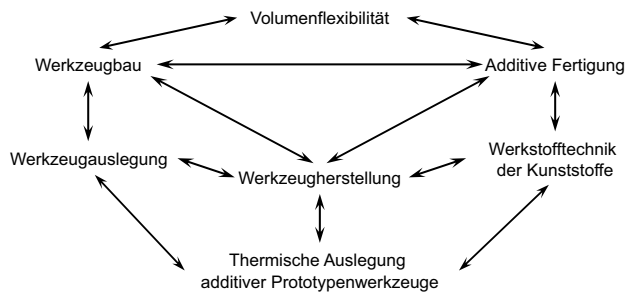 Volumenflexibilität
Werkzeugbau
Additive Fertigung
Werkzeugauslegung
Werkzeugherstellung
Werkstofftechnik
der Kunststoffe
Thermische Auslegung
additiver Prototypenwerkzeuge